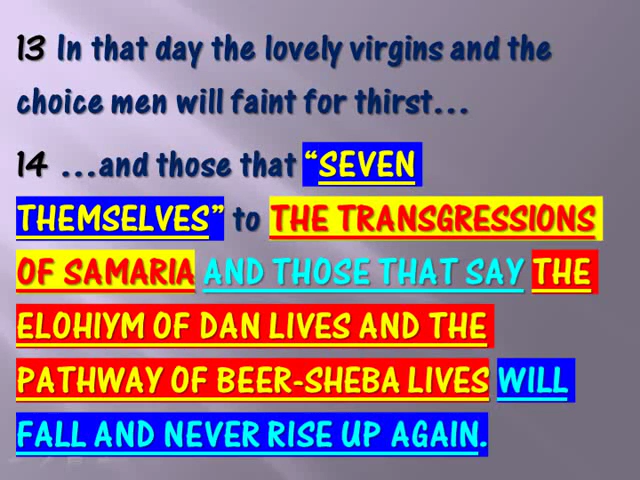 13 In that day the lovely virgins and the
choice men will faint for thirst...
14 ...and those that “SEVEN
THEMSELVES” to THE TRANSGRESSIONS
OF SAMARIA AND THOSE THAT SAY THE
ELOHIYM OF DAN LIVES AND THE
PATHWAY OF BEER-SHEBA LIVES WILL
FALL AND NEVER RISE UP AGAIN.